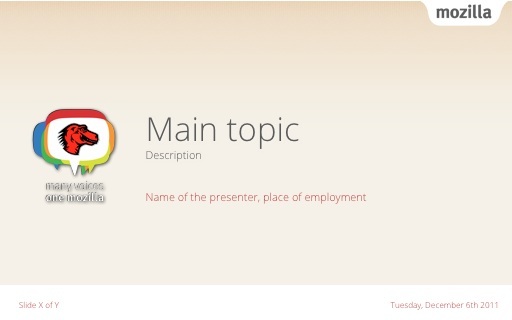 mozilla
Main topic
Description
many voices
one mozilla
Name of the presenter, place of employment
Slide X of Y
Tuesday, December 6th 2011